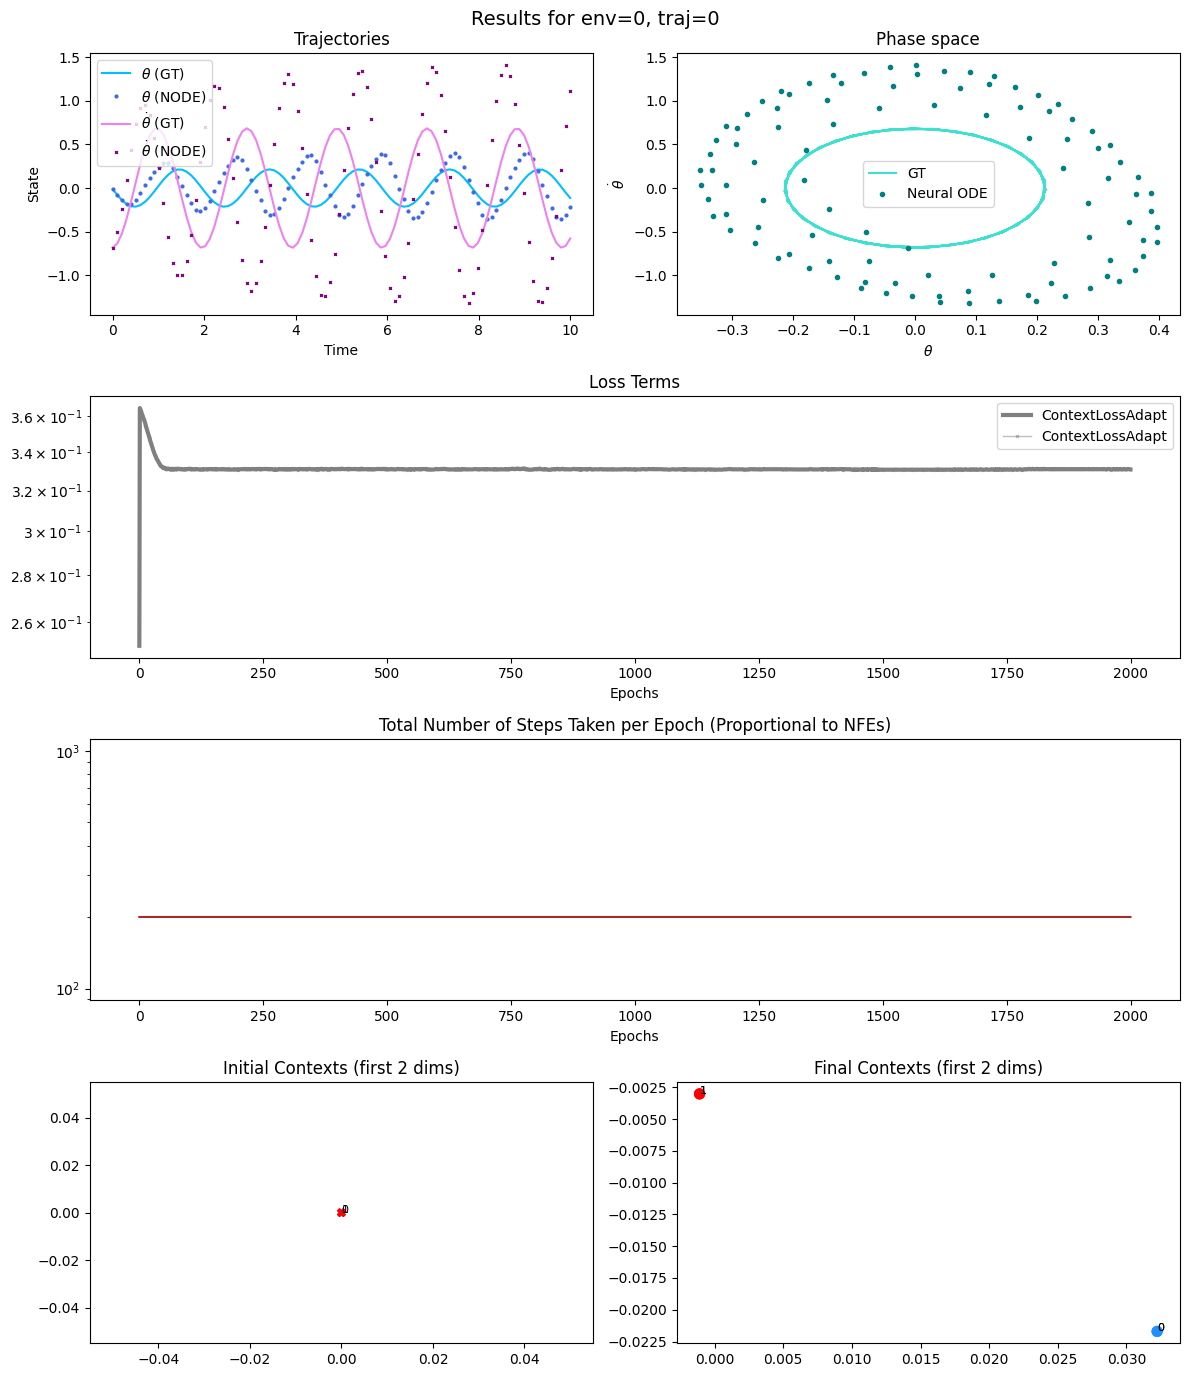 Results for env=0, traj=0
Trajectories
1.5
1.0
0.5
0.0
−0.5
−1.0
State
θ (GT)
θ (NODE)
θ̇ (GT)
θ̇ (NODE)
0 2 4 6 8 10
Time
Phase space
1.5
1.0
0.5
0.0
−0.5
−1.0
θ̇
GT
Neural ODE
−0.3 −0.2 −0.1 0.0 0.1 0.2 0.3 0.4
θ
Loss Terms
3.6 × 10⁻¹
3.4 × 10⁻¹
3.2 × 10⁻¹
3 × 10⁻¹
2.8 × 10⁻¹
2.6 × 10⁻¹
ContextLossAdapt
ContextLossAdapt
0 250 500 750 1000 1250 1500 1750 2000
Epochs
Total Number of Steps Taken per Epoch (Proportional to NFEs)
10³
10²
0 250 500 750 1000 1250 1500 1750 2000
Epochs
Initial Contexts (first 2 dims)
0.04
0.02
0.00
−0.02
−0.04
−0.04 −0.02 0.00 0.02 0.04
Final Contexts (first 2 dims)
−0.0025
−0.0050
−0.0075
−0.0100
−0.0125
−0.0150
−0.0175
−0.0200
−0.0225
1
0
0.000 0.005 0.010 0.015 0.020 0.025 0.030